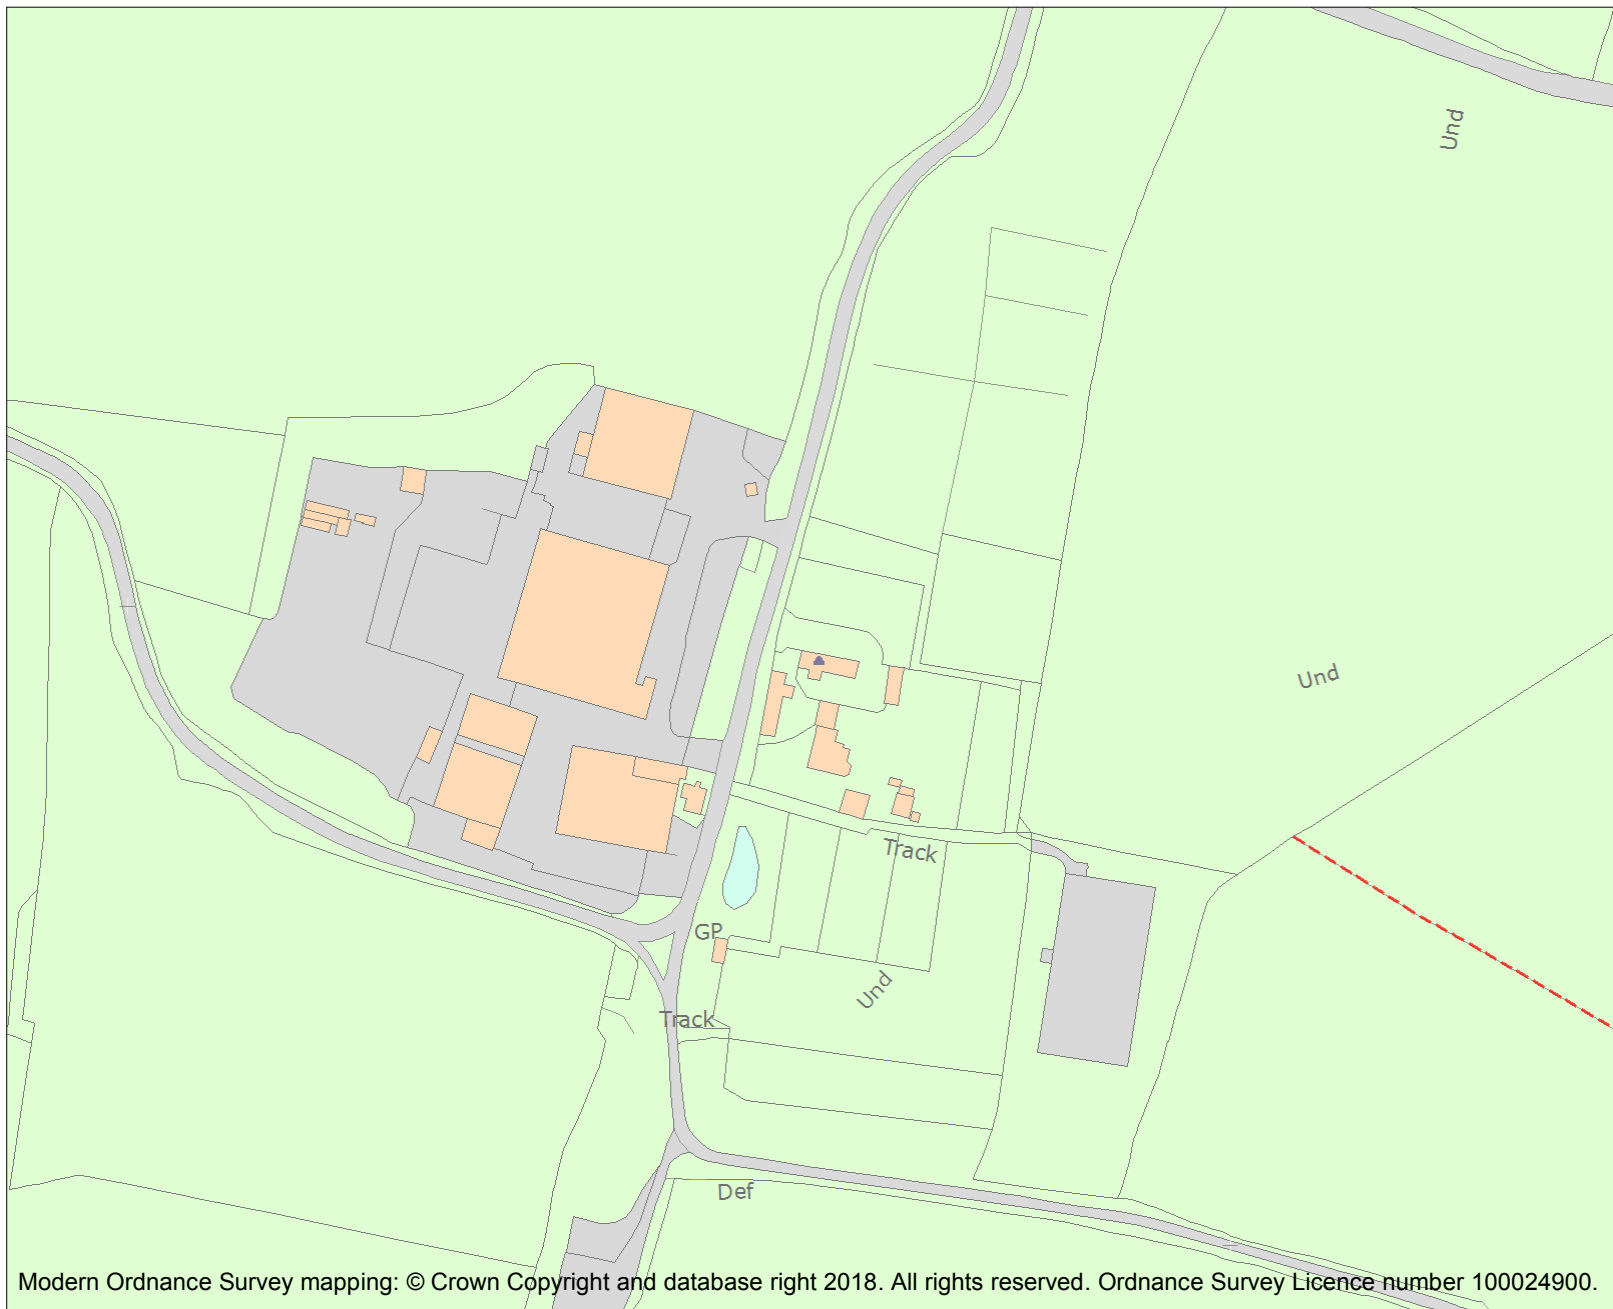 Und
Und
Track
GP
Und
Track
Def
Modern Ordnance Survey mapping: © Crown Copyright and database right 2018. All rights reserved. Ordnance Survey Licence number 100024900.